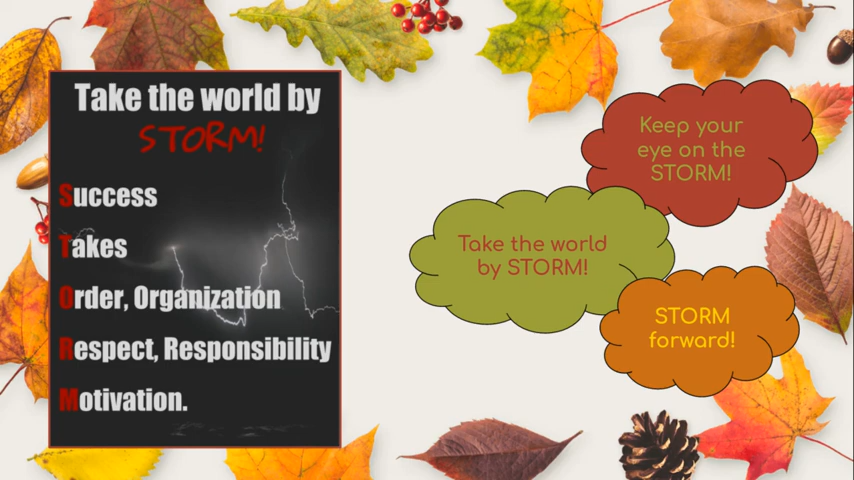 Take the world by
STORM!
Success
Takes
Order, Organization
Respect, Responsibility
Motivation.
Keep your
eye on the
STORM!
Take the world
by STORM!
STORM
forward!